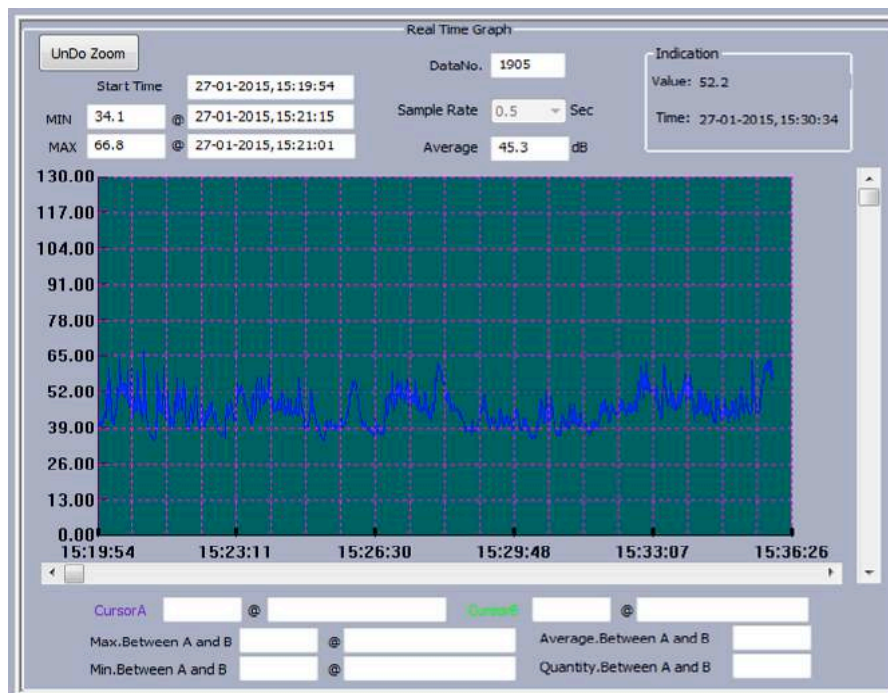 Real Time Graph
UnDo Zoom
DataNo. 1905
Indication
Value: 52.2
Start Time 27-01-2015,15:19:54
Sample Rate 0.5 Sec
Time: 27-01-2015,15:30:34
MIN 34.1 @ 27-01-2015,15:21:15
MAX 66.8 @ 27-01-2015,15:21:01
Average 45.3 dB
130.00
117.00
104.00
91.00
78.00
65.00
52.00
39.00
26.00
13.00
0.00
15:19:54 15:23:11 15:26:30 15:29:48 15:33:07 15:36:26
CursorA @ CursorB @
Max.Between A and B @ Average.Between A and B
Min.Between A and B @ Quantity.Between A and B